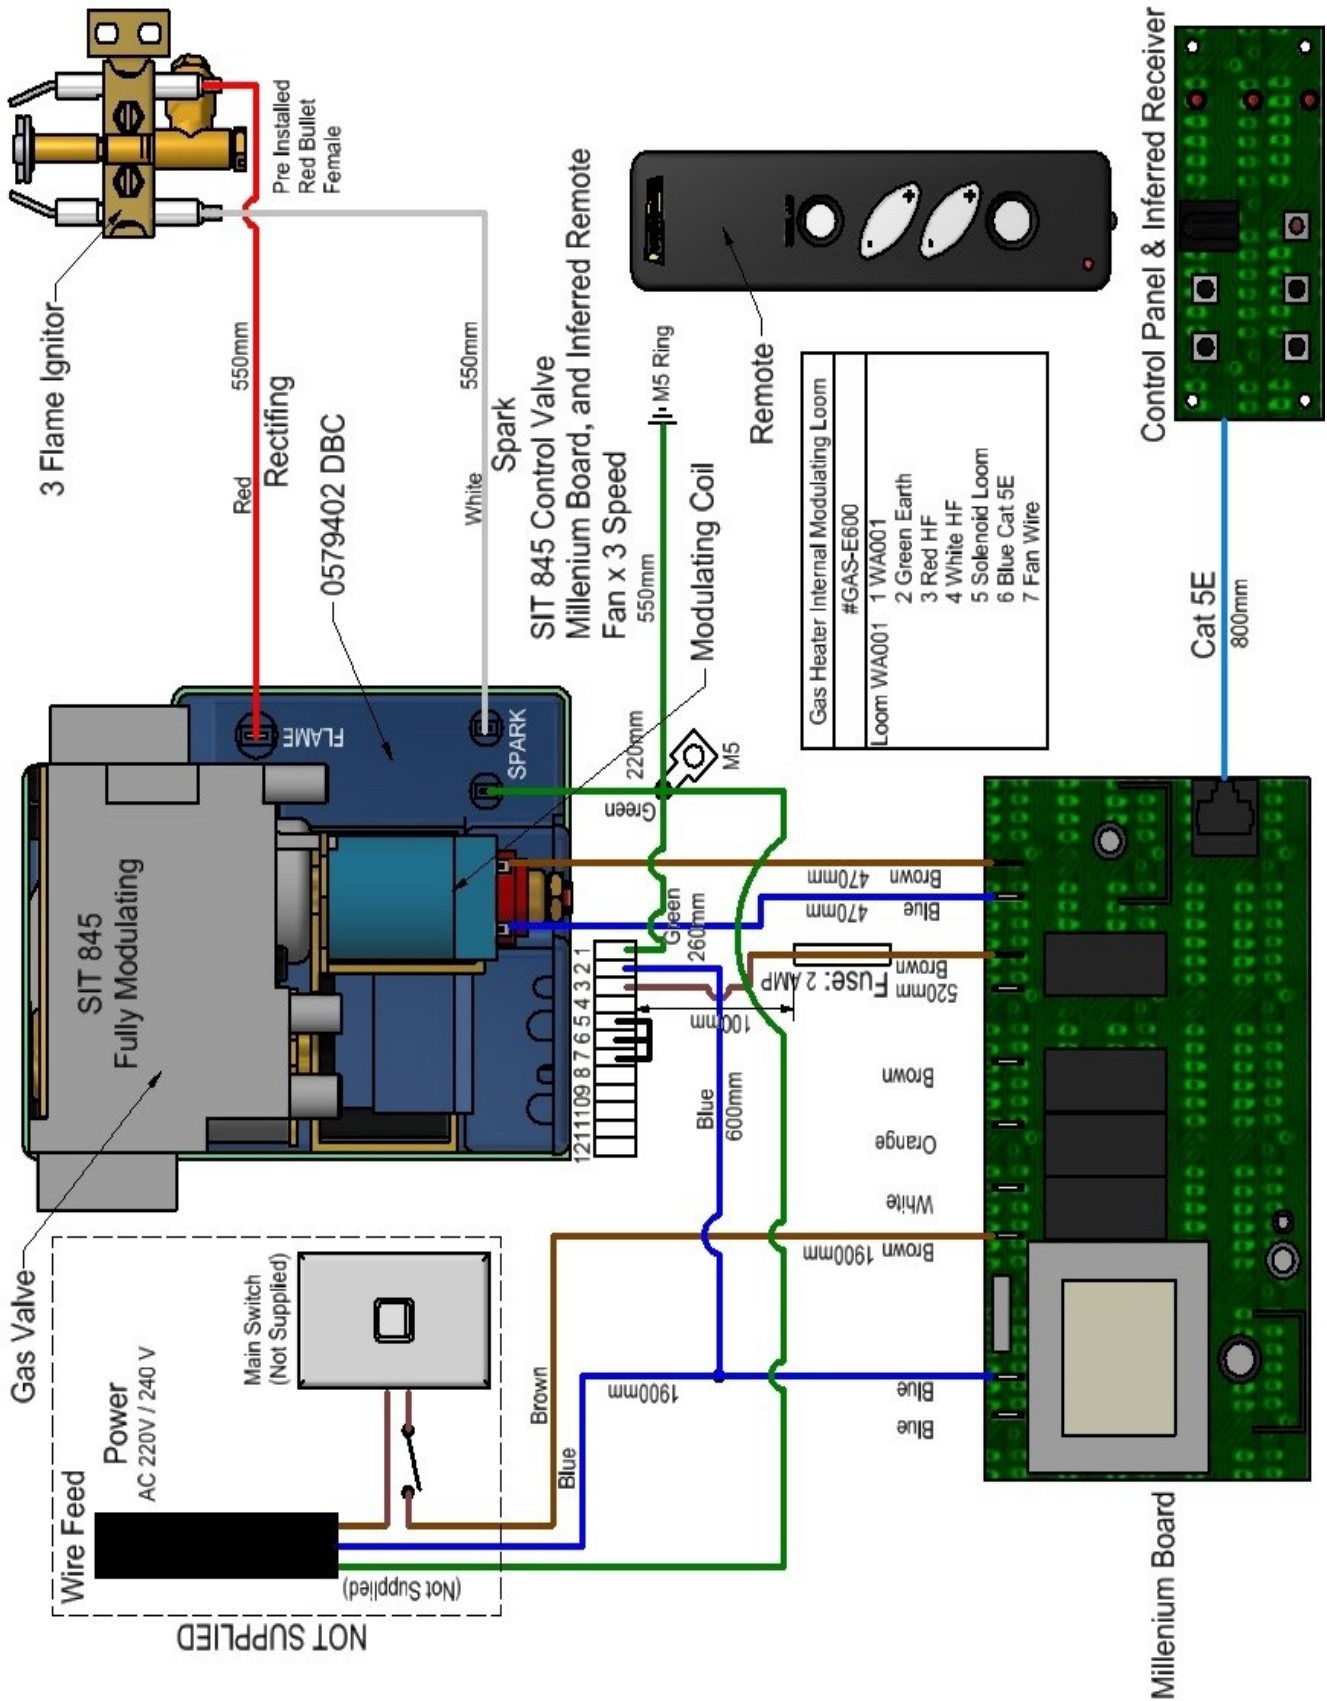 3 Flame Ignitor
Pre Installed
Red Bullet
Female
550mm
Red
Rectifing
550mm
White
Spark
0579402 DBC
SIT 845 Control Valve
Millenium Board, and Inferred Remote
Fan x 3 Speed
550mm
M5 Ring
Modulating Coil
Remote
Gas Heater Internal Modulating Loom
#GAS-E600
Loom WA001 1 WA001
2 Green Earth
3 Red HF
4 White HF
5 Solenoid Loom
6 Blue Cat 5E
7 Fan Wire
Control Panel & Inferred Receiver
Cat 5E
800mm
FLAME
SPARK
220mm
Green
M5
SIT 845
Fully Modulating
Gas Valve
Green
260mm
1 2 3 4 5 6 7 8 9 10 11 12
100mm
Fuse: 2 AMP
Brown
470mm
Blue
470mm
Brown
520mm
Brown
Orange
White
Brown 1900mm
Blue
600mm
1900mm
Blue
Blue
Brown
Blue
Main Switch
(Not Supplied)
Power
AC 220V / 240 V
Wire Feed
(Not Supplied)
NOT SUPPLIED
Millenium Board